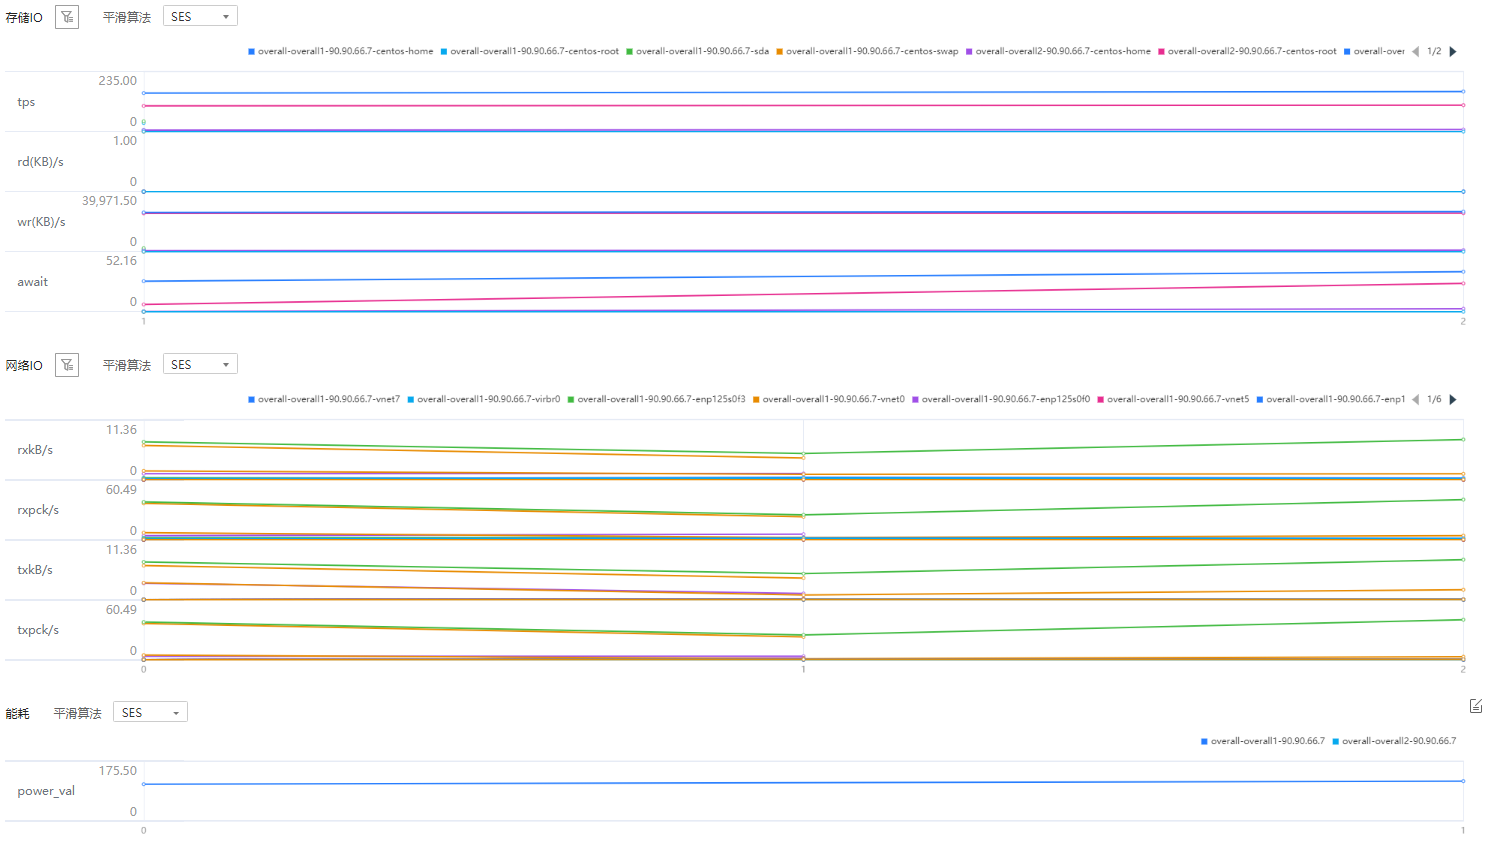 存储IO 平滑算法 SES
overall-overall1-90.90.66.7-centos-home overall-overall1-90.90.66.7-centos-root overall-overall1-90.90.66.7-sda overall-overall1-90.90.66.7-centos-swap overall-overall2-90.90.66.7-centos-home overall-overall2-90.90.66.7-centos-root overall-over 1/2
235.00
tps
0
1.00
rd(KB)/s
0
39,971.50
wr(KB)/s
0
52.16
await
0
1 2
网络IO 平滑算法 SES
overall-overall1-90.90.66.7-vnet7 overall-overall1-90.90.66.7-virbr0 overall-overall1-90.90.66.7-enp125s0f3 overall-overall1-90.90.66.7-vnet0 overall-overall1-90.90.66.7-enp125s0f0 overall-overall1-90.90.66.7-vnet5 overall-overall1-90.90.66.7-enp1 1/6
11.36
rxkB/s
0
60.49
rxpck/s
0
11.36
txkB/s
0
60.49
txpck/s
0
0 1 2
能耗 平滑算法 SES
overall-overall1-90.90.66.7 overall-overall2-90.90.66.7
175.50
power_val
0
0 1